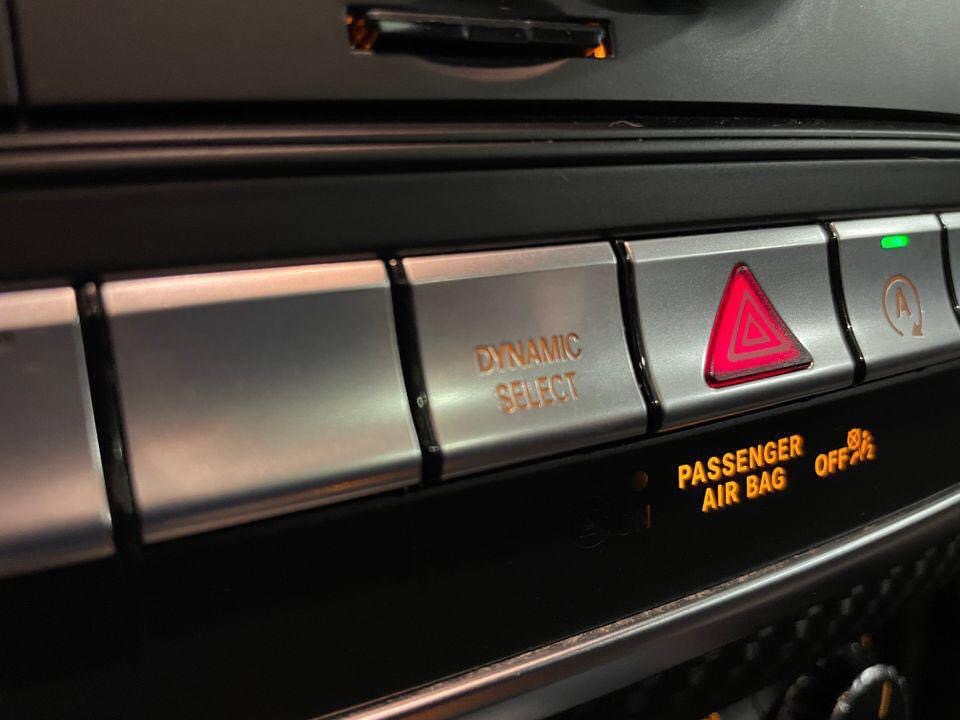 DYNAMIC
SELECT
A
PASSENGER
AIR BAG
OFF